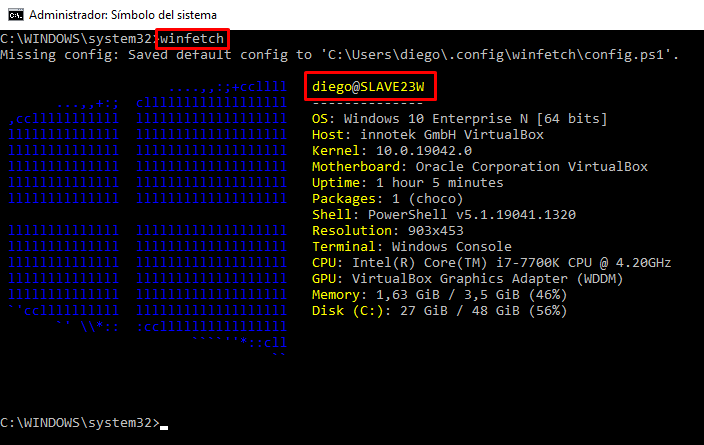 Administrador: Símbolo del sistema
C:\WINDOWS\system32>winfetch
Missing config: Saved default config to 'C:\Users\diego\.config\winfetch\config.ps1'.
....,,:;+ccllll diego@SLAVE23W
...,,+:; cllllllllllllllllll -------------
,cclllllllllll lllllllllllllllllll OS: Windows 10 Enterprise N [64 bits]
llllllllllllll lllllllllllllllllll Host: innotek GmbH VirtualBox
llllllllllllll lllllllllllllllllll Kernel: 10.0.19042.0
llllllllllllll lllllllllllllllllll Motherboard: Oracle Corporation VirtualBox
llllllllllllll lllllllllllllllllll Uptime: 1 hour 5 minutes
llllllllllllll lllllllllllllllllll Packages: 1 (choco)
Shell: PowerShell v5.1.19041.1320
llllllllllllll lllllllllllllllllll Resolution: 903x453
llllllllllllll lllllllllllllllllll Terminal: Windows Console
llllllllllllll lllllllllllllllllll CPU: Intel(R) Core(TM) i7-7700K CPU @ 4.20GHz
llllllllllllll lllllllllllllllllll GPU: VirtualBox Graphics Adapter (WDDM)
llllllllllllll lllllllllllllllllll Memory: 1,63 GiB / 3,5 GiB (46%)
``ccllllllllll lllllllllllllllllll Disk (C:): 27 GiB / 48 GiB (56%)
`` \\*:: :ccllllllllllllllll
````''*::cll
``
C:\WINDOWS\system32>